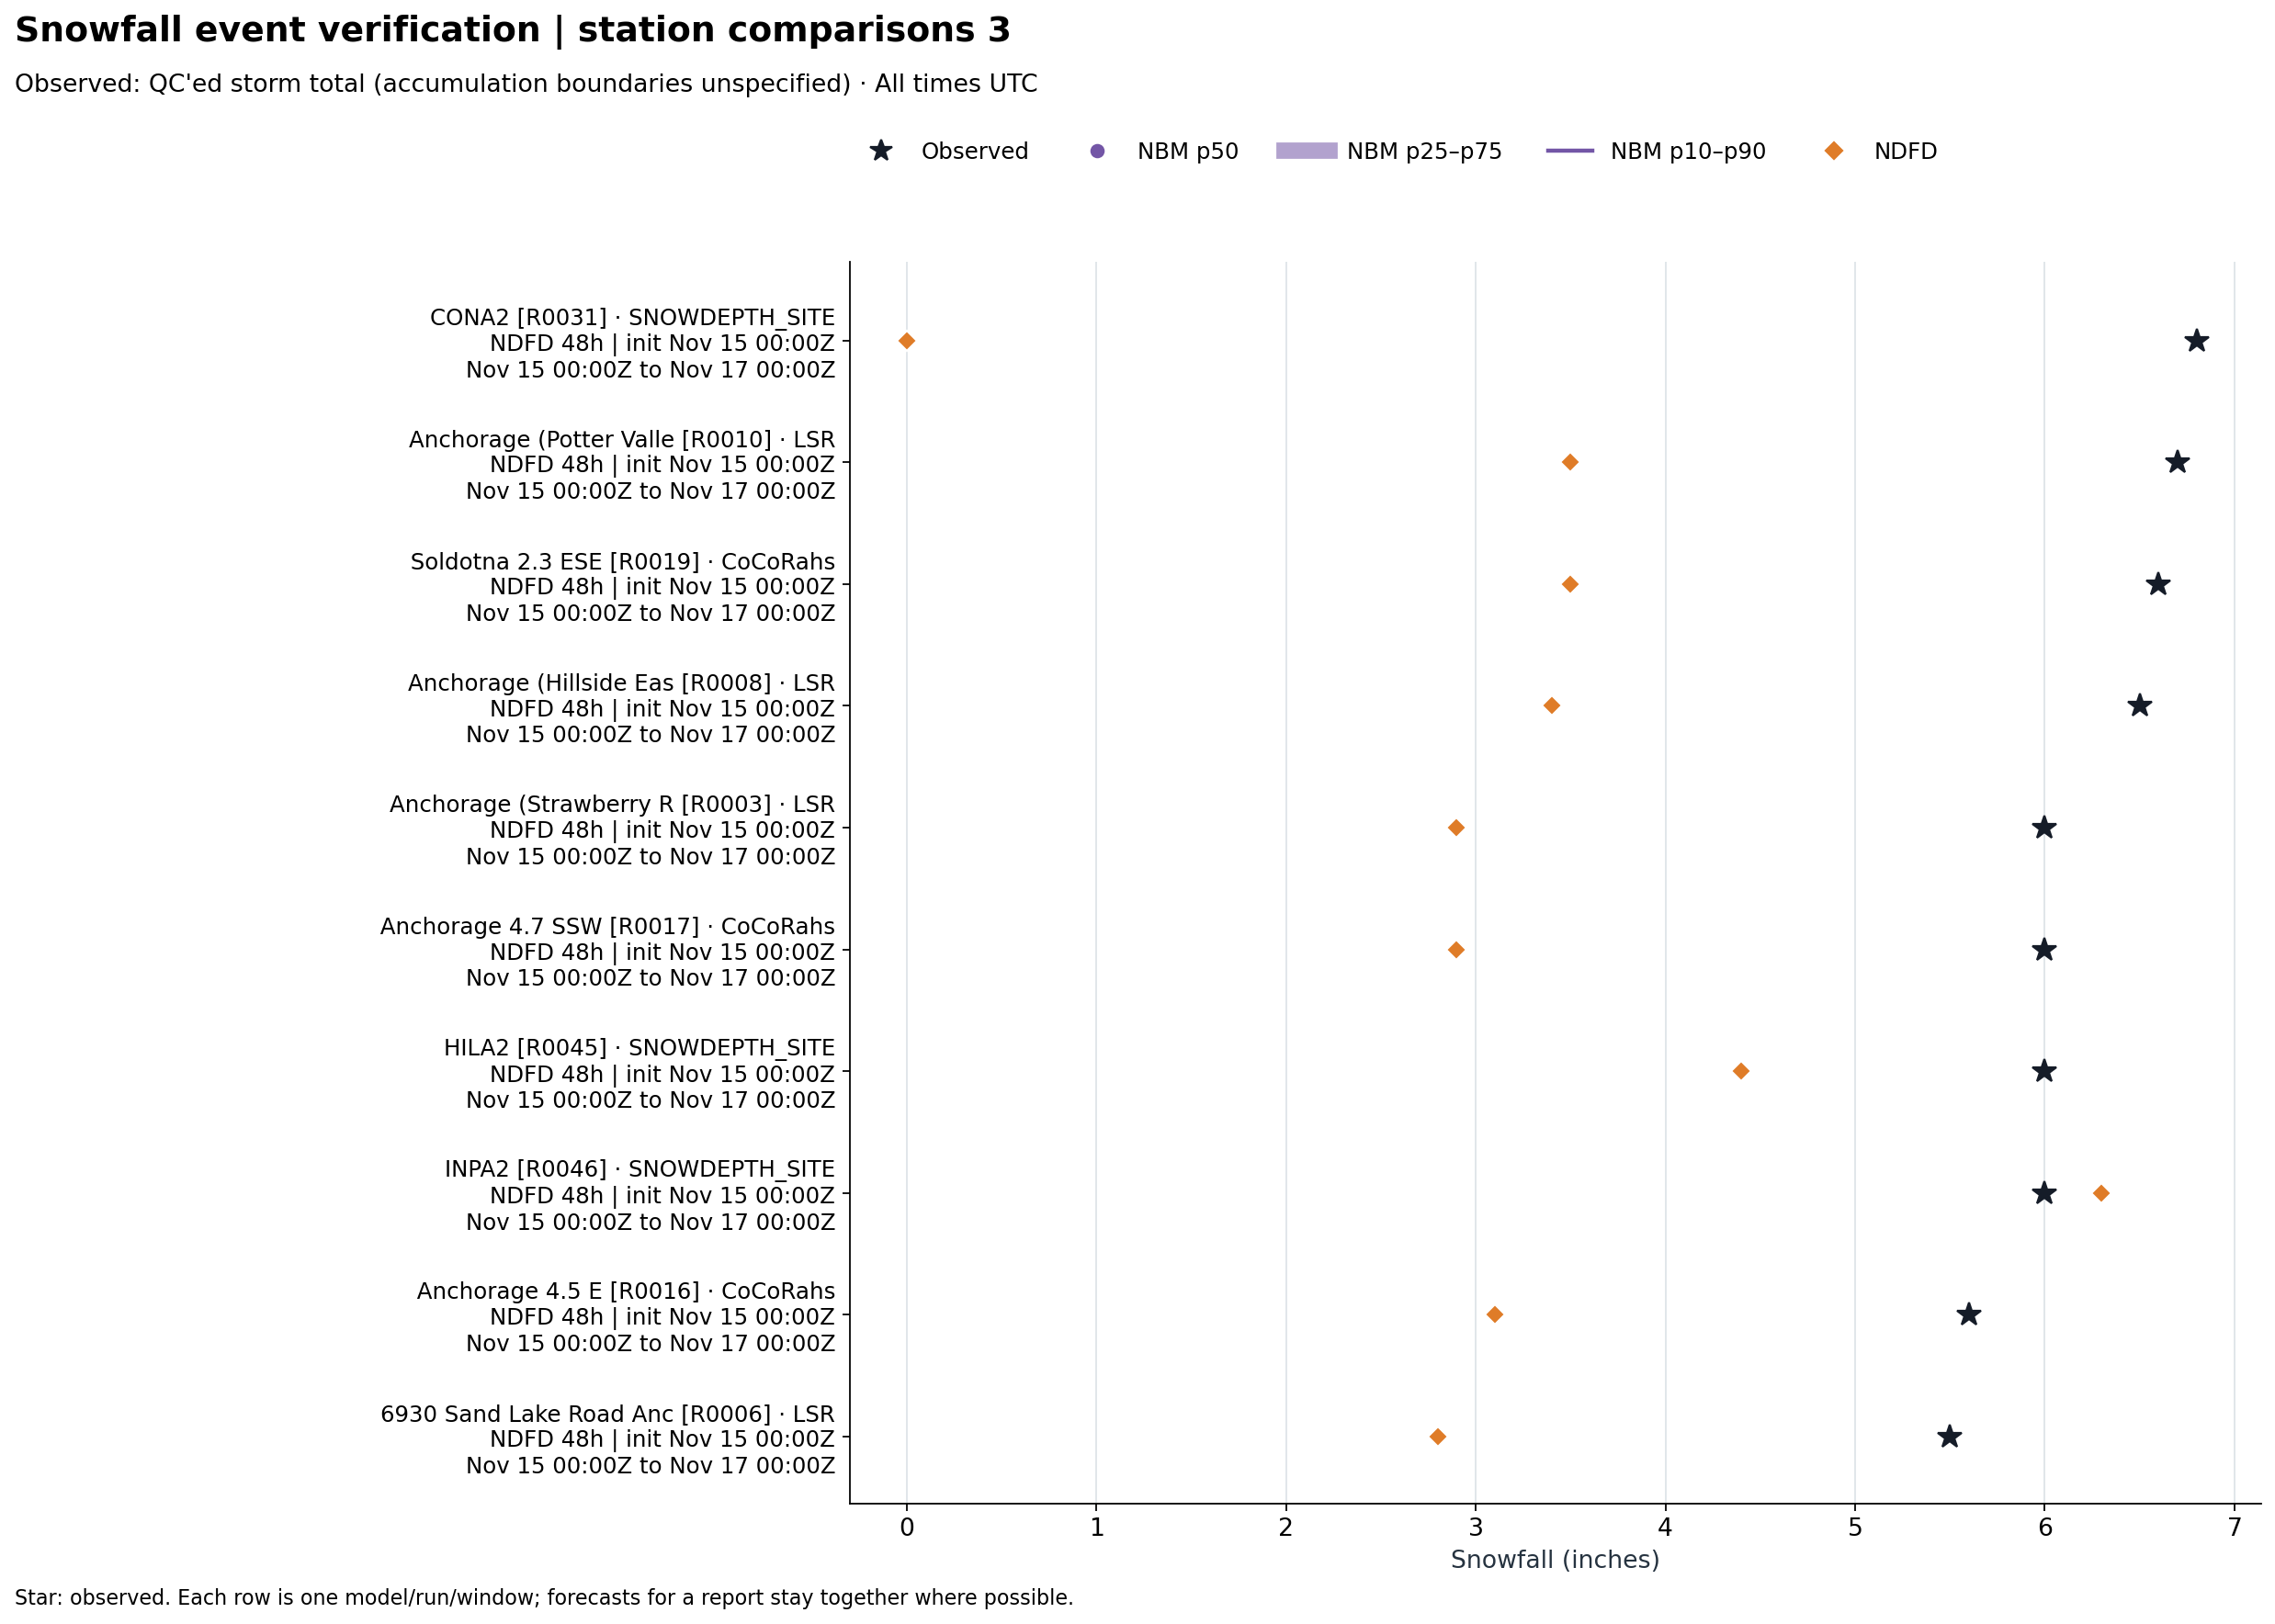 Snowfall event verification | station comparisons 3
Observed: QC'ed storm total (accumulation boundaries unspecified) · All times UTC
Observed
NBM p50
NBM p25–p75
NBM p10–p90
NDFD
CONA2 [R0031] · SNOWDEPTH_SITE
NDFD 48h | init Nov 15 00:00Z
Nov 15 00:00Z to Nov 17 00:00Z
Anchorage (Potter Valle [R0010] · LSR
NDFD 48h | init Nov 15 00:00Z
Nov 15 00:00Z to Nov 17 00:00Z
Soldotna 2.3 ESE [R0019] · CoCoRahs
NDFD 48h | init Nov 15 00:00Z
Nov 15 00:00Z to Nov 17 00:00Z
Anchorage (Hillside Eas [R0008] · LSR
NDFD 48h | init Nov 15 00:00Z
Nov 15 00:00Z to Nov 17 00:00Z
Anchorage (Strawberry R [R0003] · LSR
NDFD 48h | init Nov 15 00:00Z
Nov 15 00:00Z to Nov 17 00:00Z
Anchorage 4.7 SSW [R0017] · CoCoRahs
NDFD 48h | init Nov 15 00:00Z
Nov 15 00:00Z to Nov 17 00:00Z
HILA2 [R0045] · SNOWDEPTH_SITE
NDFD 48h | init Nov 15 00:00Z
Nov 15 00:00Z to Nov 17 00:00Z
INPA2 [R0046] · SNOWDEPTH_SITE
NDFD 48h | init Nov 15 00:00Z
Nov 15 00:00Z to Nov 17 00:00Z
Anchorage 4.5 E [R0016] · CoCoRahs
NDFD 48h | init Nov 15 00:00Z
Nov 15 00:00Z to Nov 17 00:00Z
6930 Sand Lake Road Anc [R0006] · LSR
NDFD 48h | init Nov 15 00:00Z
Nov 15 00:00Z to Nov 17 00:00Z
0 1 2 3 4 5 6 7
Snowfall (inches)
Star: observed. Each row is one model/run/window; forecasts for a report stay together where possible.